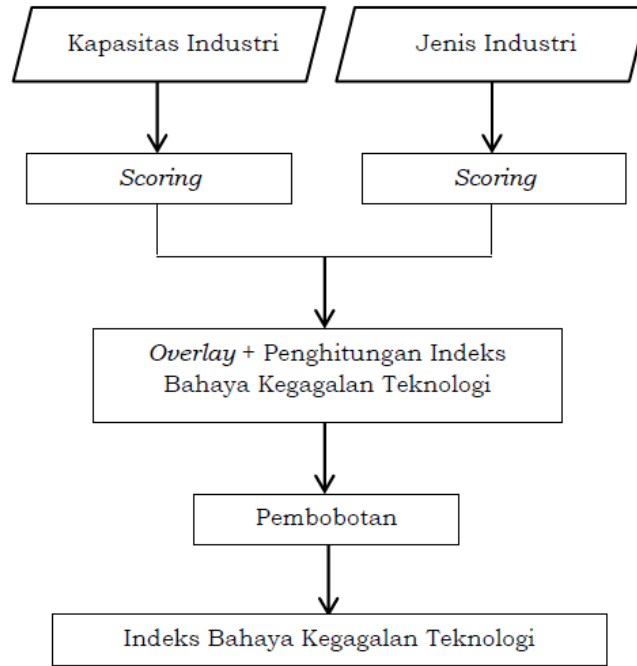 Kapasitas Industri
Jenis Industri
Scoring
Scoring
Overlay + Penghitungan Indeks
Bahaya Kegagalan Teknologi
Pembobotan
Indeks Bahaya Kegagalan Teknologi